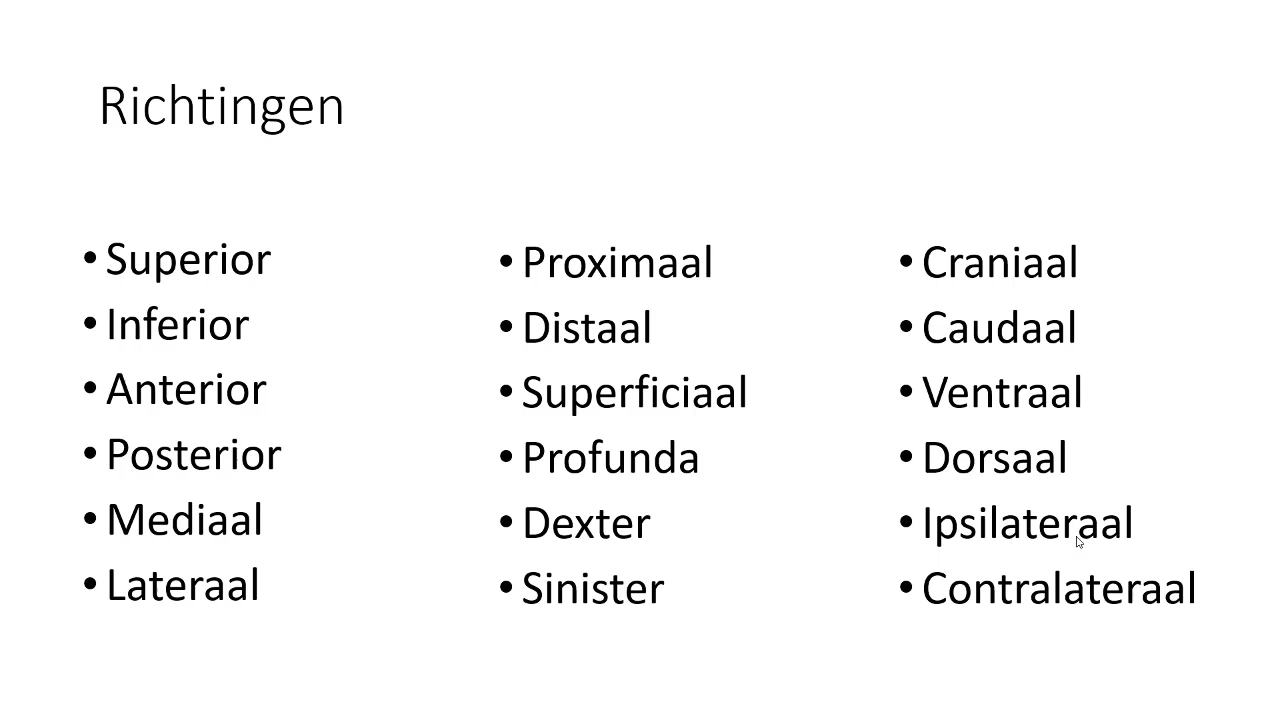 Richtingen
• Superior
• Inferior
• Anterior
• Posterior
• Mediaal
• Lateraal
• Proximaal
• Distaal
• Superficiaal
• Profunda
• Dexter
• Sinister
• Craniaal
• Caudaal
• Ventraal
• Dorsaal
• Ipsilateraal
• Contralateraal